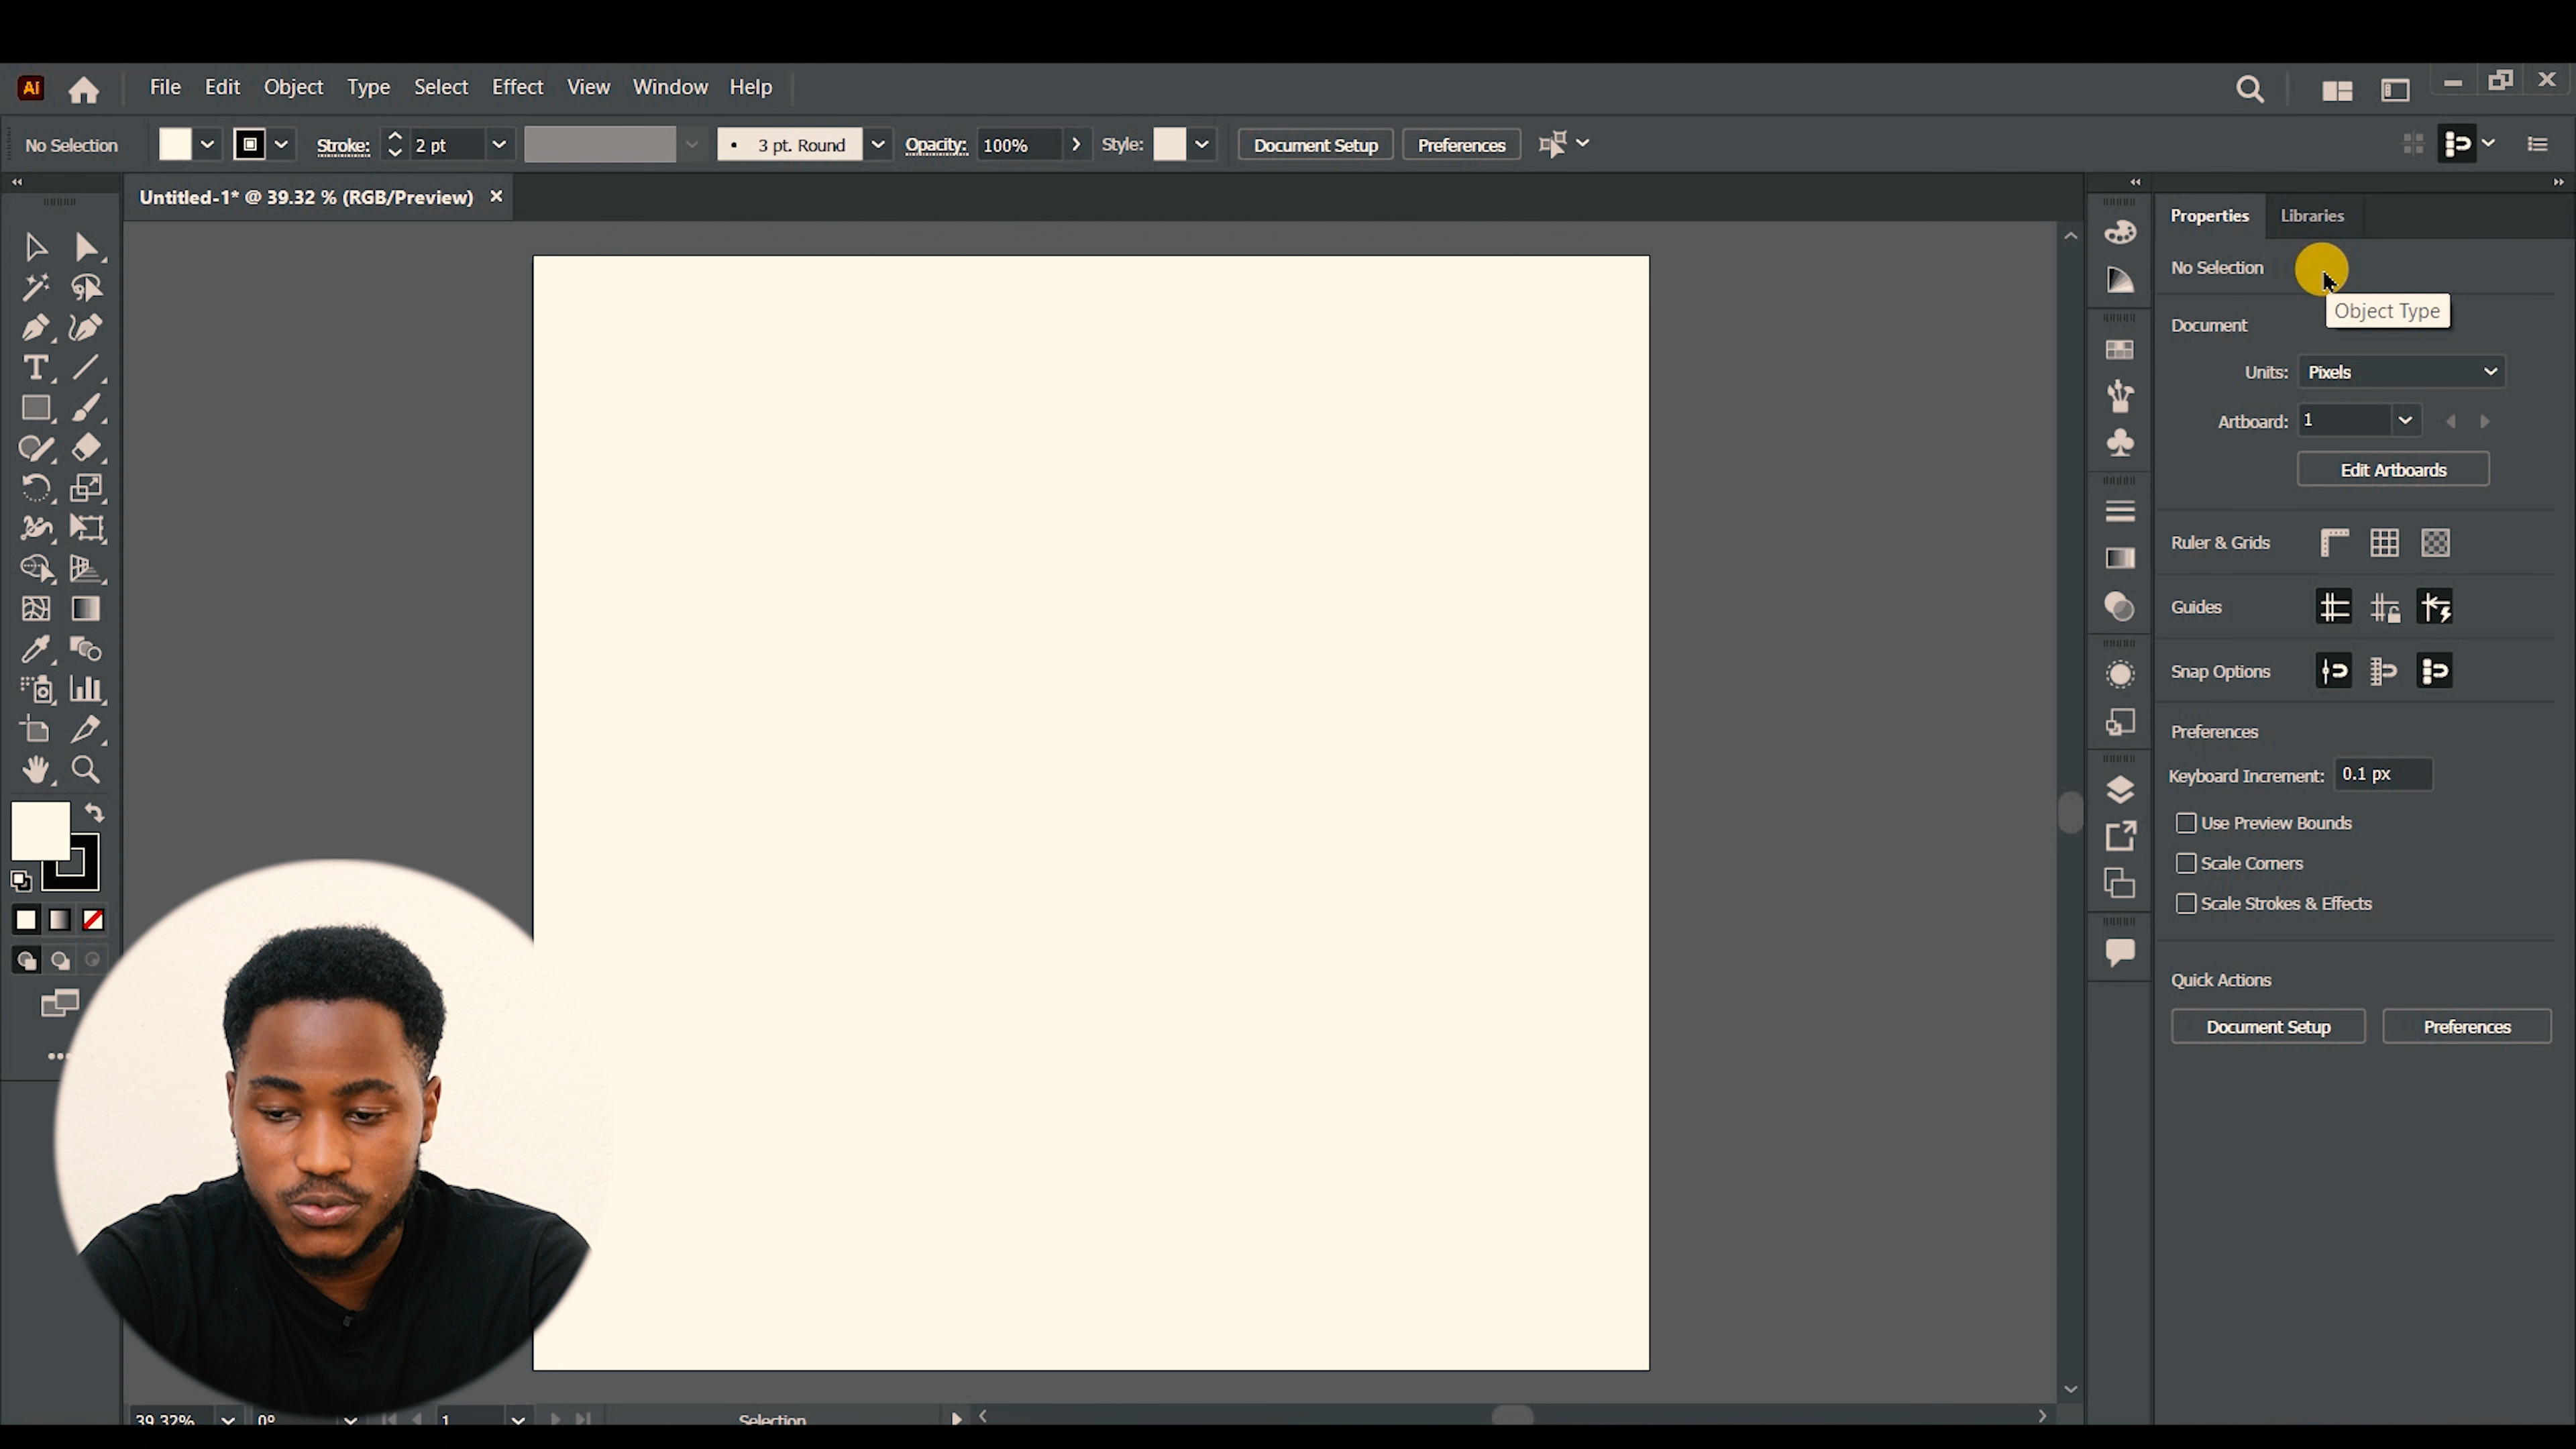 Ai
File Edit Object Type Select Effect View Window Help
No Selection Stroke: 2 pt 3 pt. Round Opacity: 100% Style: Document Setup Preferences
Untitled-1* @ 39.32 % (RGB/Preview)
Properties Libraries
No Selection
Object Type
Document
Units: Pixels
Artboard: 1
Edit Artboards
Ruler & Grids
Guides
Snap Options
Preferences
Keyboard Increment: 0.1 px
Use Preview Bounds
Scale Corners
Scale Strokes & Effects
Quick Actions
Document Setup Preferences
39.32% 0° 1 Selection